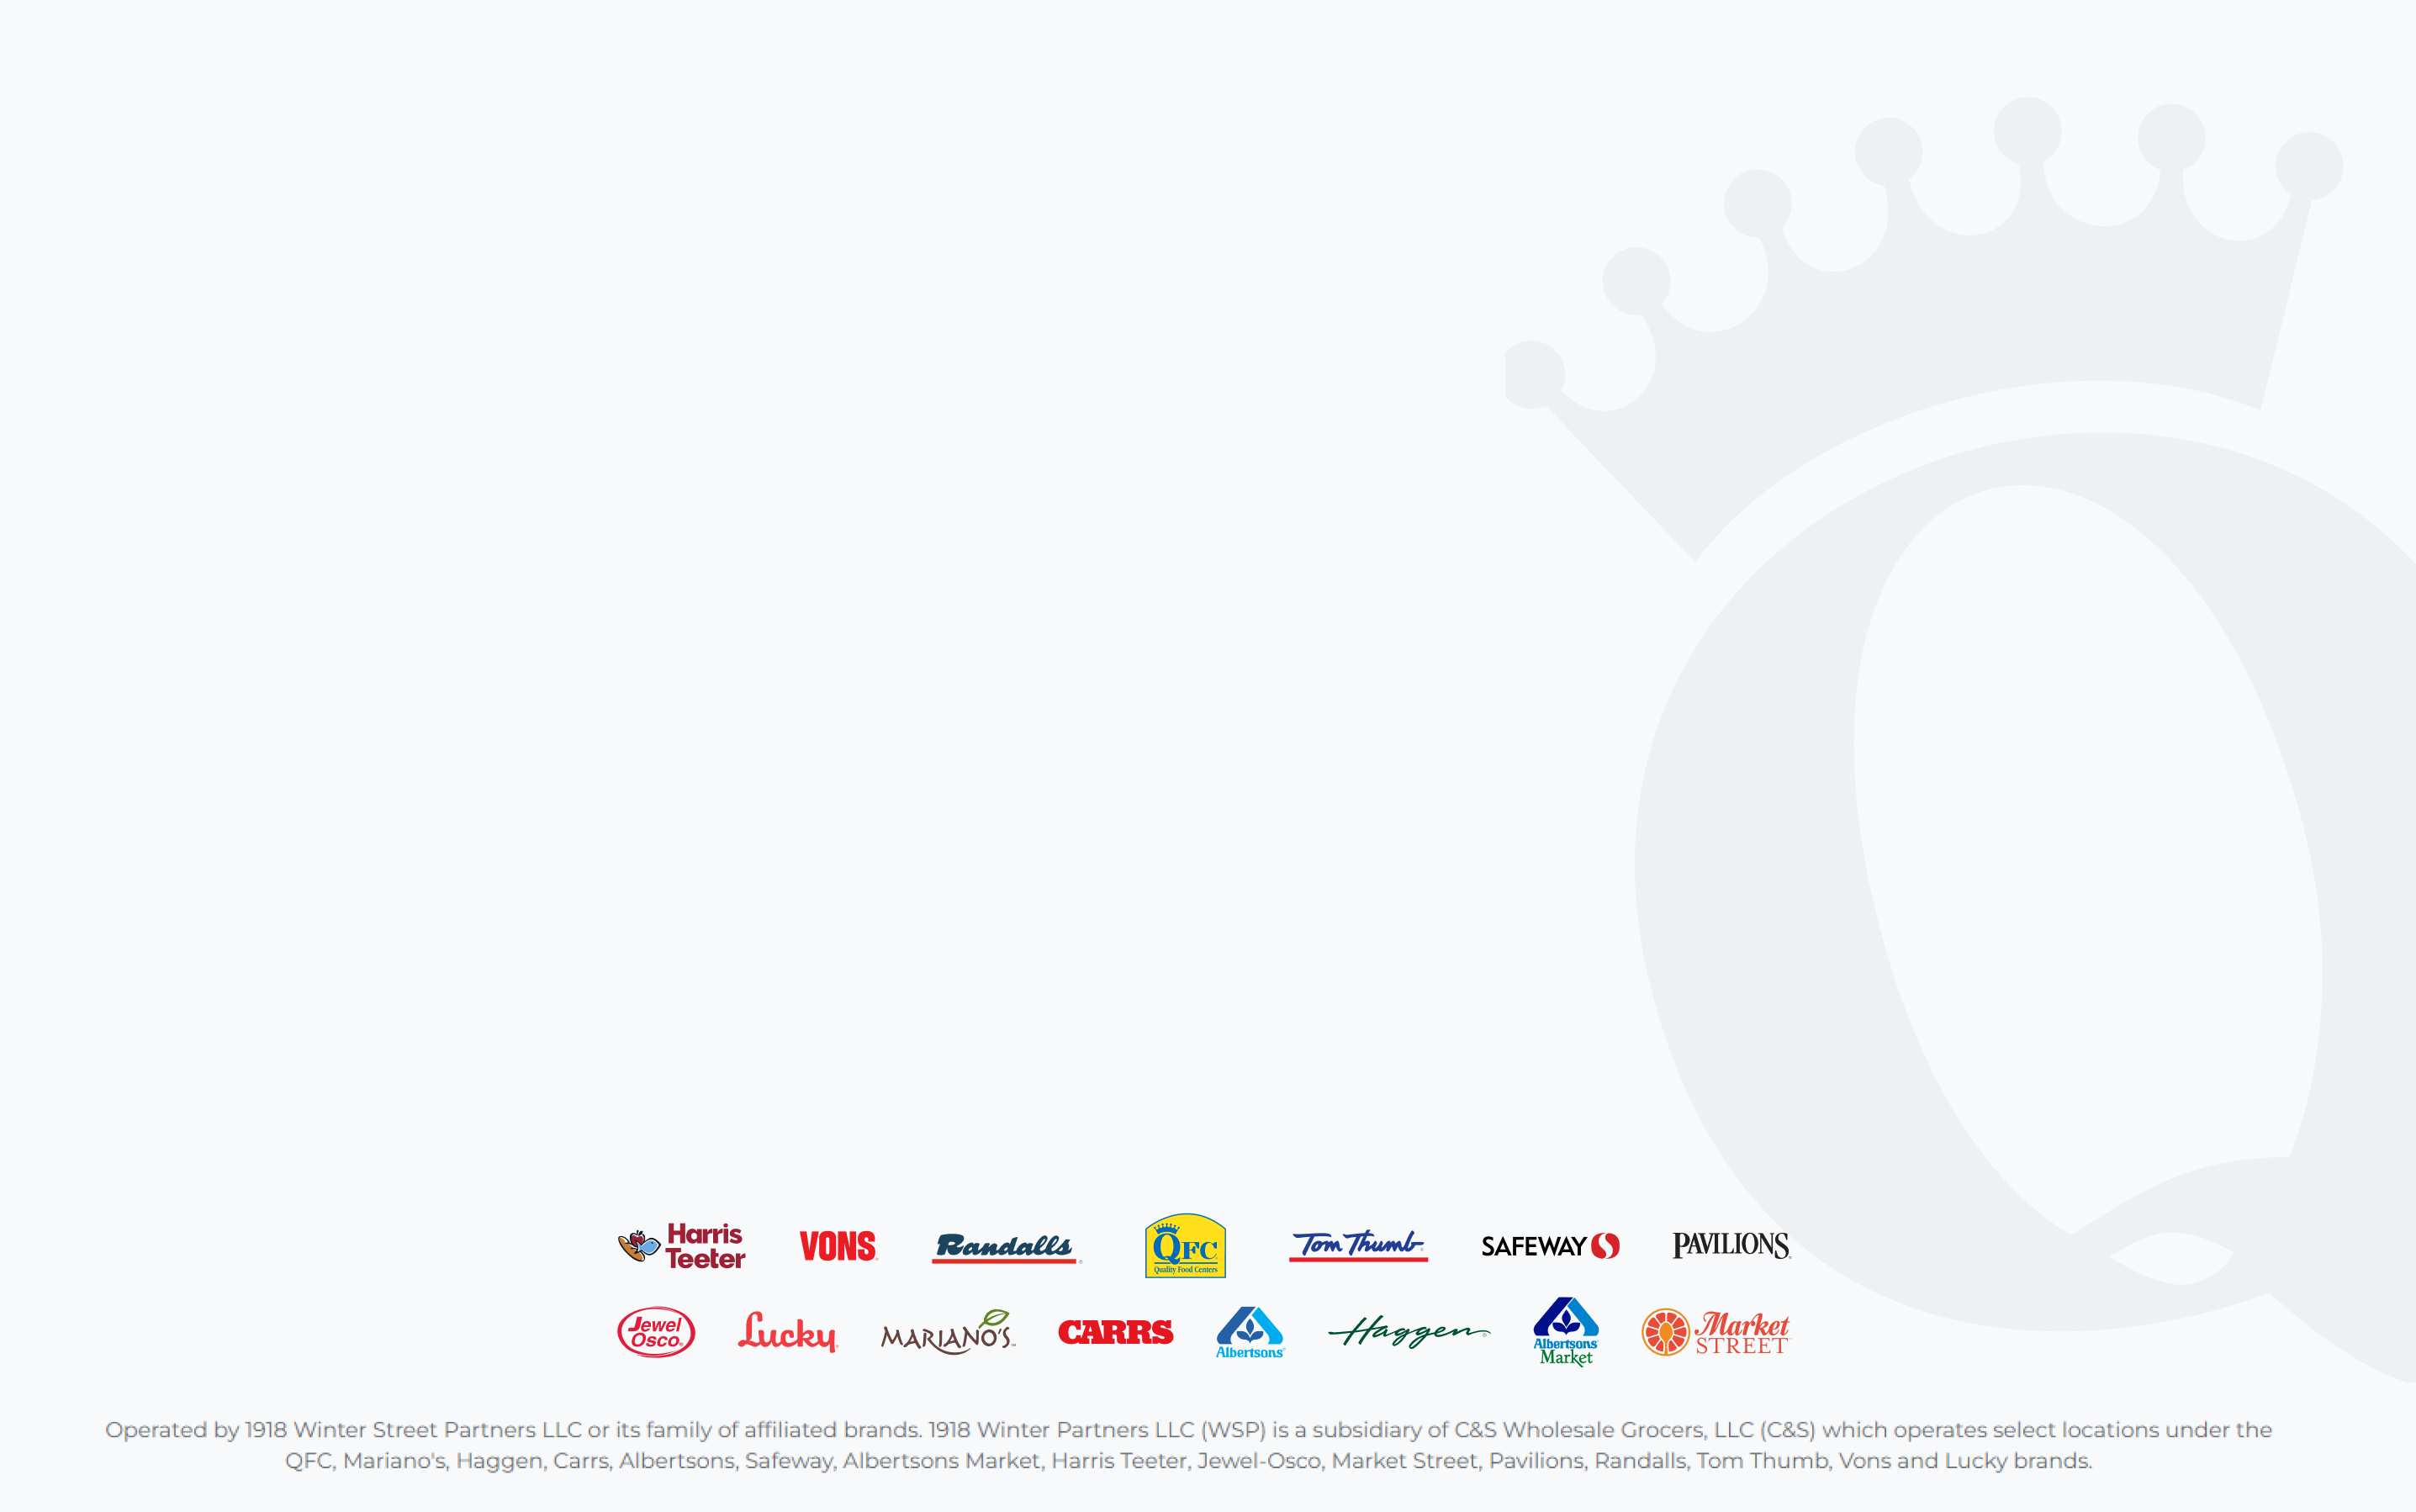 Harris Teeter
VONS
Randalls
QFC
Quality Food Centers
Tom Thumb
SAFEWAY
PAVILIONS
Jewel Osco
Lucky
MARIANO'S
CARRS
Albertsons
Haggen
Albertsons Market
Market STREET
Operated by 1918 Winter Street Partners LLC or its family of affiliated brands. 1918 Winter Partners LLC (WSP) is a subsidiary of C&S Wholesale Grocers, LLC (C&S) which operates select locations under the
QFC, Mariano's, Haggen, Carrs, Albertsons, Safeway, Albertsons Market, Harris Teeter, Jewel-Osco, Market Street, Pavilions, Randalls, Tom Thumb, Vons and Lucky brands.